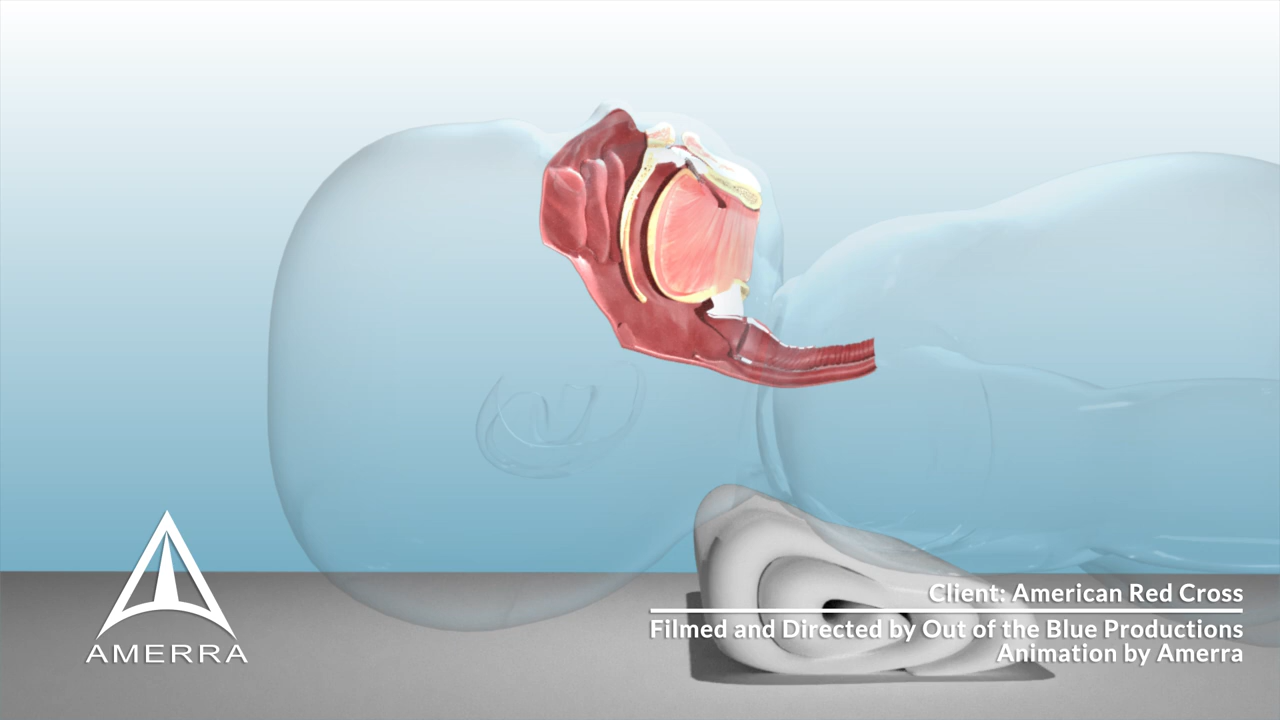 AMERRA
Client: American Red Cross
Filmed and Directed by Out of the Blue Productions
Animation by Amerra